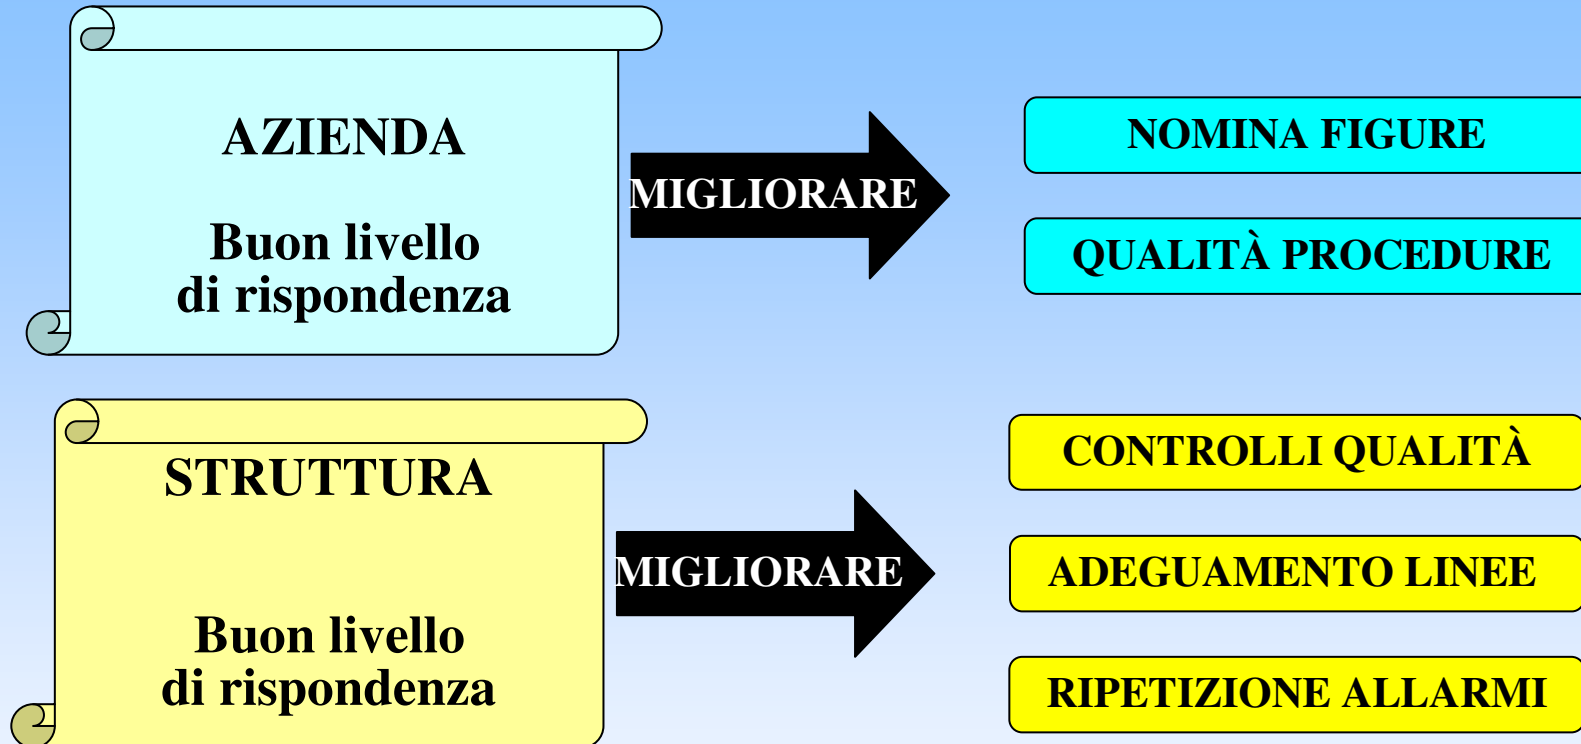 AZIENDA
Buon livello
di rispondenza
MIGLIORARE
NOMINA FIGURE
QUALITÀ PROCEDURE
STRUTTURA
Buon livello
di rispondenza
MIGLIORARE
CONTROLLI QUALITÀ
ADEGUAMENTO LINEE
RIPETIZIONE ALLARMI